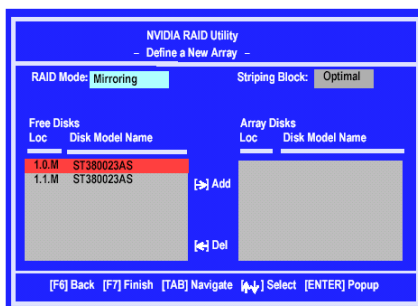 NVIDIA RAID Utility
– Define a New Array –
RAID Mode: Mirroring Striping Block: Optimal
Free Disks Array Disks
Loc Disk Model Name Loc Disk Model Name
1.0.M ST380023AS
1.1.M ST380023AS
[→] Add
[←] Del
[F6] Back [F7] Finish [TAB] Navigate [↑↓] Select [ENTER] Popup